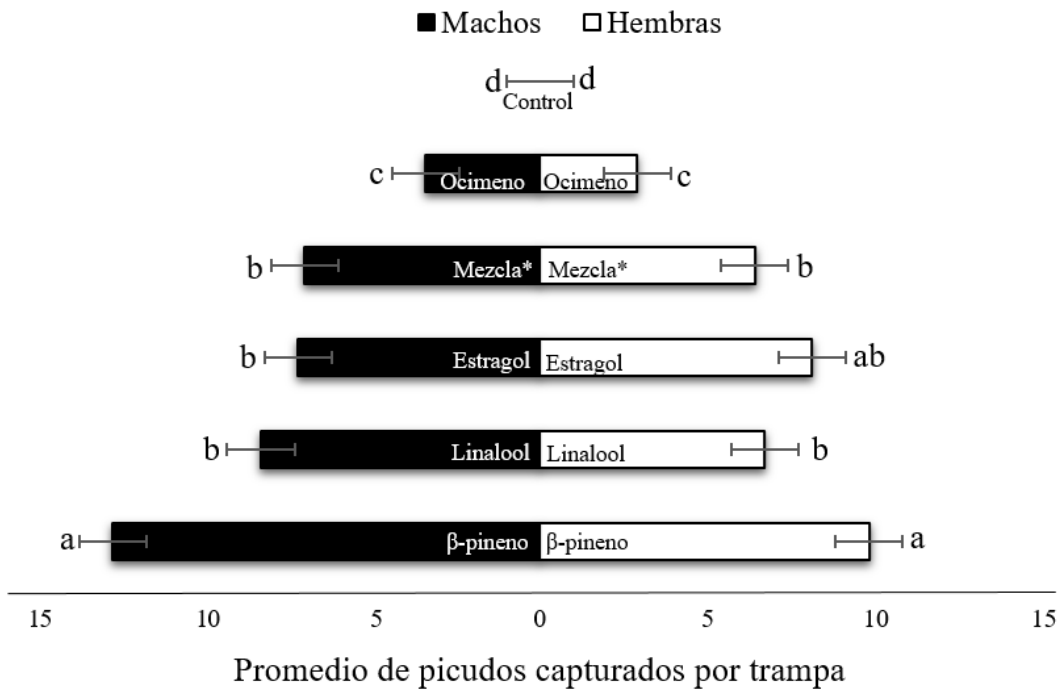 Machos Hembras
d d
Control
c Ocimeno Ocimeno c
b Mezcla* Mezcla* b
b Estragol Estragol ab
b Linalool Linalool b
a β-pineno β-pineno a
15 10 5 0 5 10 15
Promedio de picudos capturados por trampa